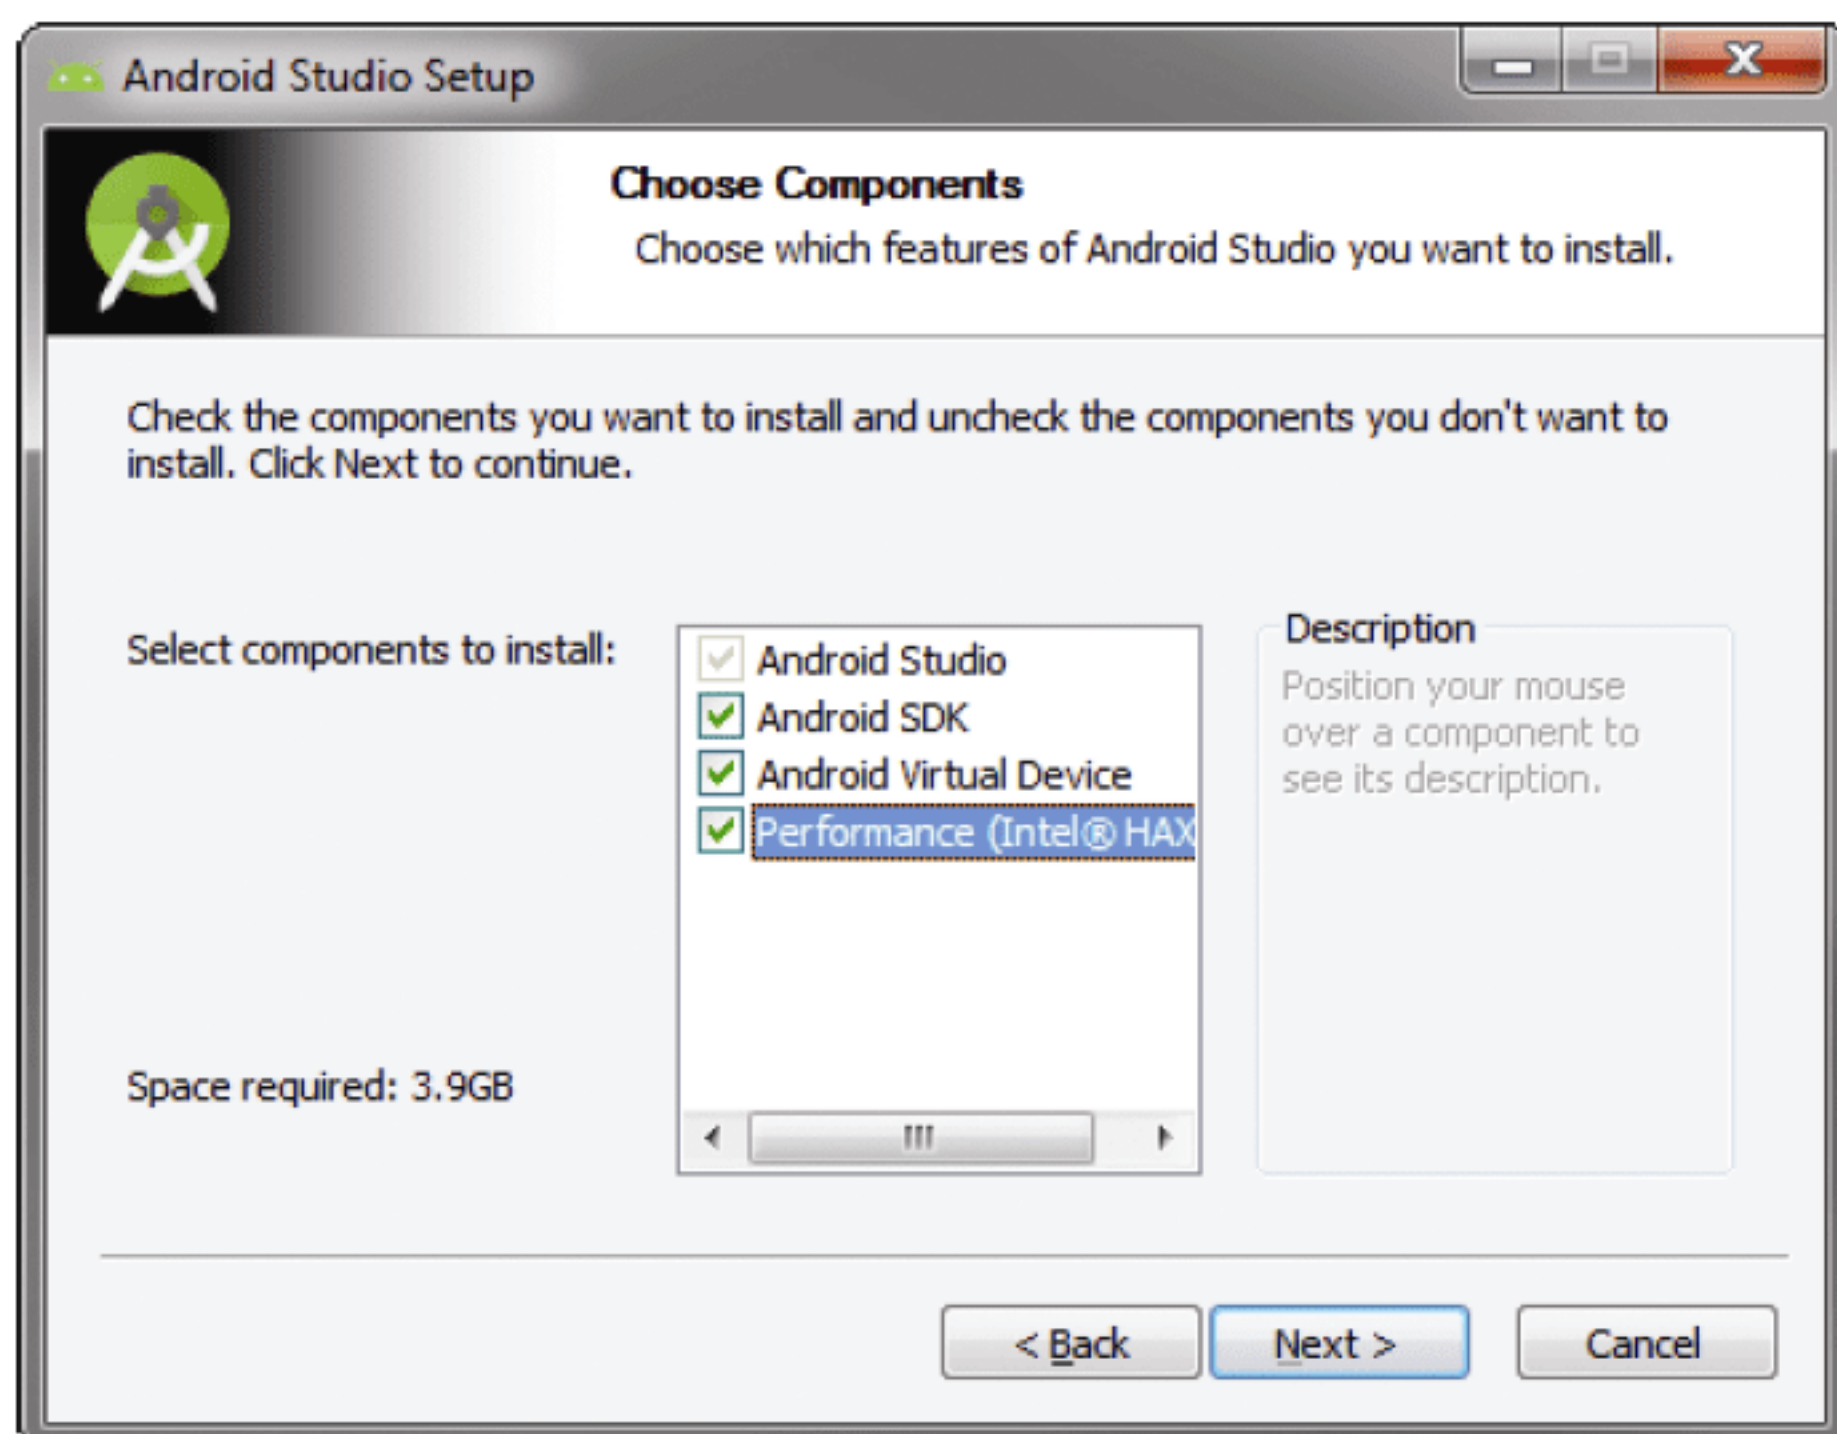 Android Studio Setup
Choose Components
Choose which features of Android Studio you want to install.
Check the components you want to install and uncheck the components you don't want to
install. Click Next to continue.
Select components to install:
Android Studio
Android SDK
Android Virtual Device
Performance (Intel® HAX
Description
Position your mouse
over a component to
see its description.
Space required: 3.9GB
< Back
Next >
Cancel